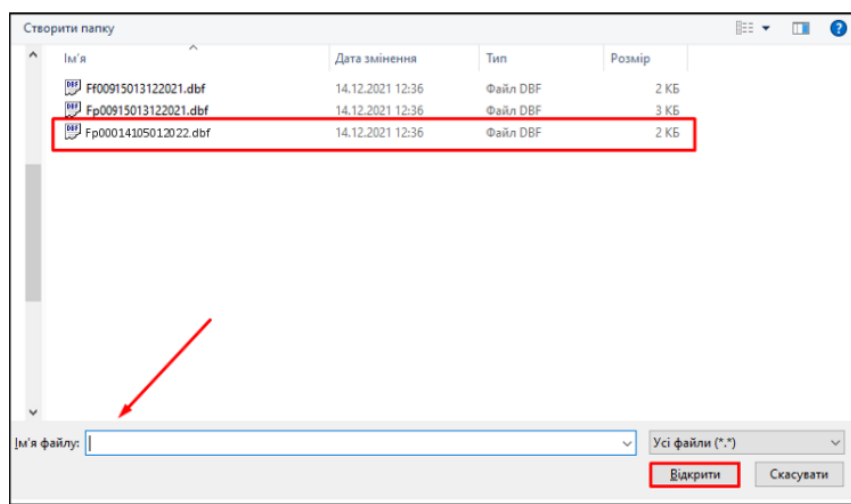 Створити папку
Ім'я Дата змінення Тип Розмір
Ff00915013122021.dbf 14.12.2021 12:36 Файл DBF 2 КБ
Fp00915013122021.dbf 14.12.2021 12:36 Файл DBF 3 КБ
Fp00014105012022.dbf 14.12.2021 12:36 Файл DBF 2 КБ
Ім'я файлу: Усі файли (*.*)
Відкрити Скасувати